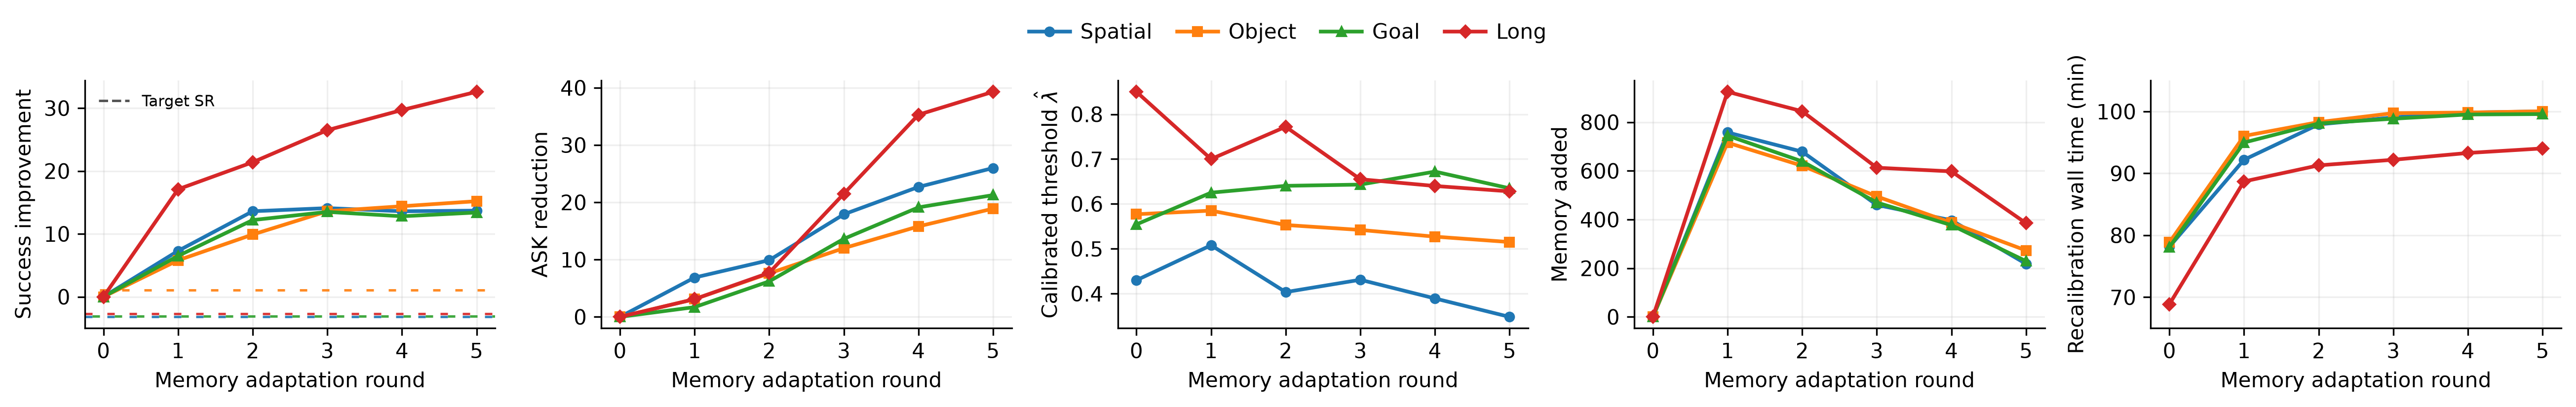 Spatial Object Goal Long
Success improvement
30
20
10
0
Target SR
0 1 2 3 4 5
Memory adaptation round
ASK reduction
40
30
20
10
0
0 1 2 3 4 5
Memory adaptation round
Calibrated threshold λ̂
0.8
0.7
0.6
0.5
0.4
0 1 2 3 4 5
Memory adaptation round
Memory added
800
600
400
200
0
0 1 2 3 4 5
Memory adaptation round
Recalibration wall time (min)
100
90
80
70
0 1 2 3 4 5
Memory adaptation round